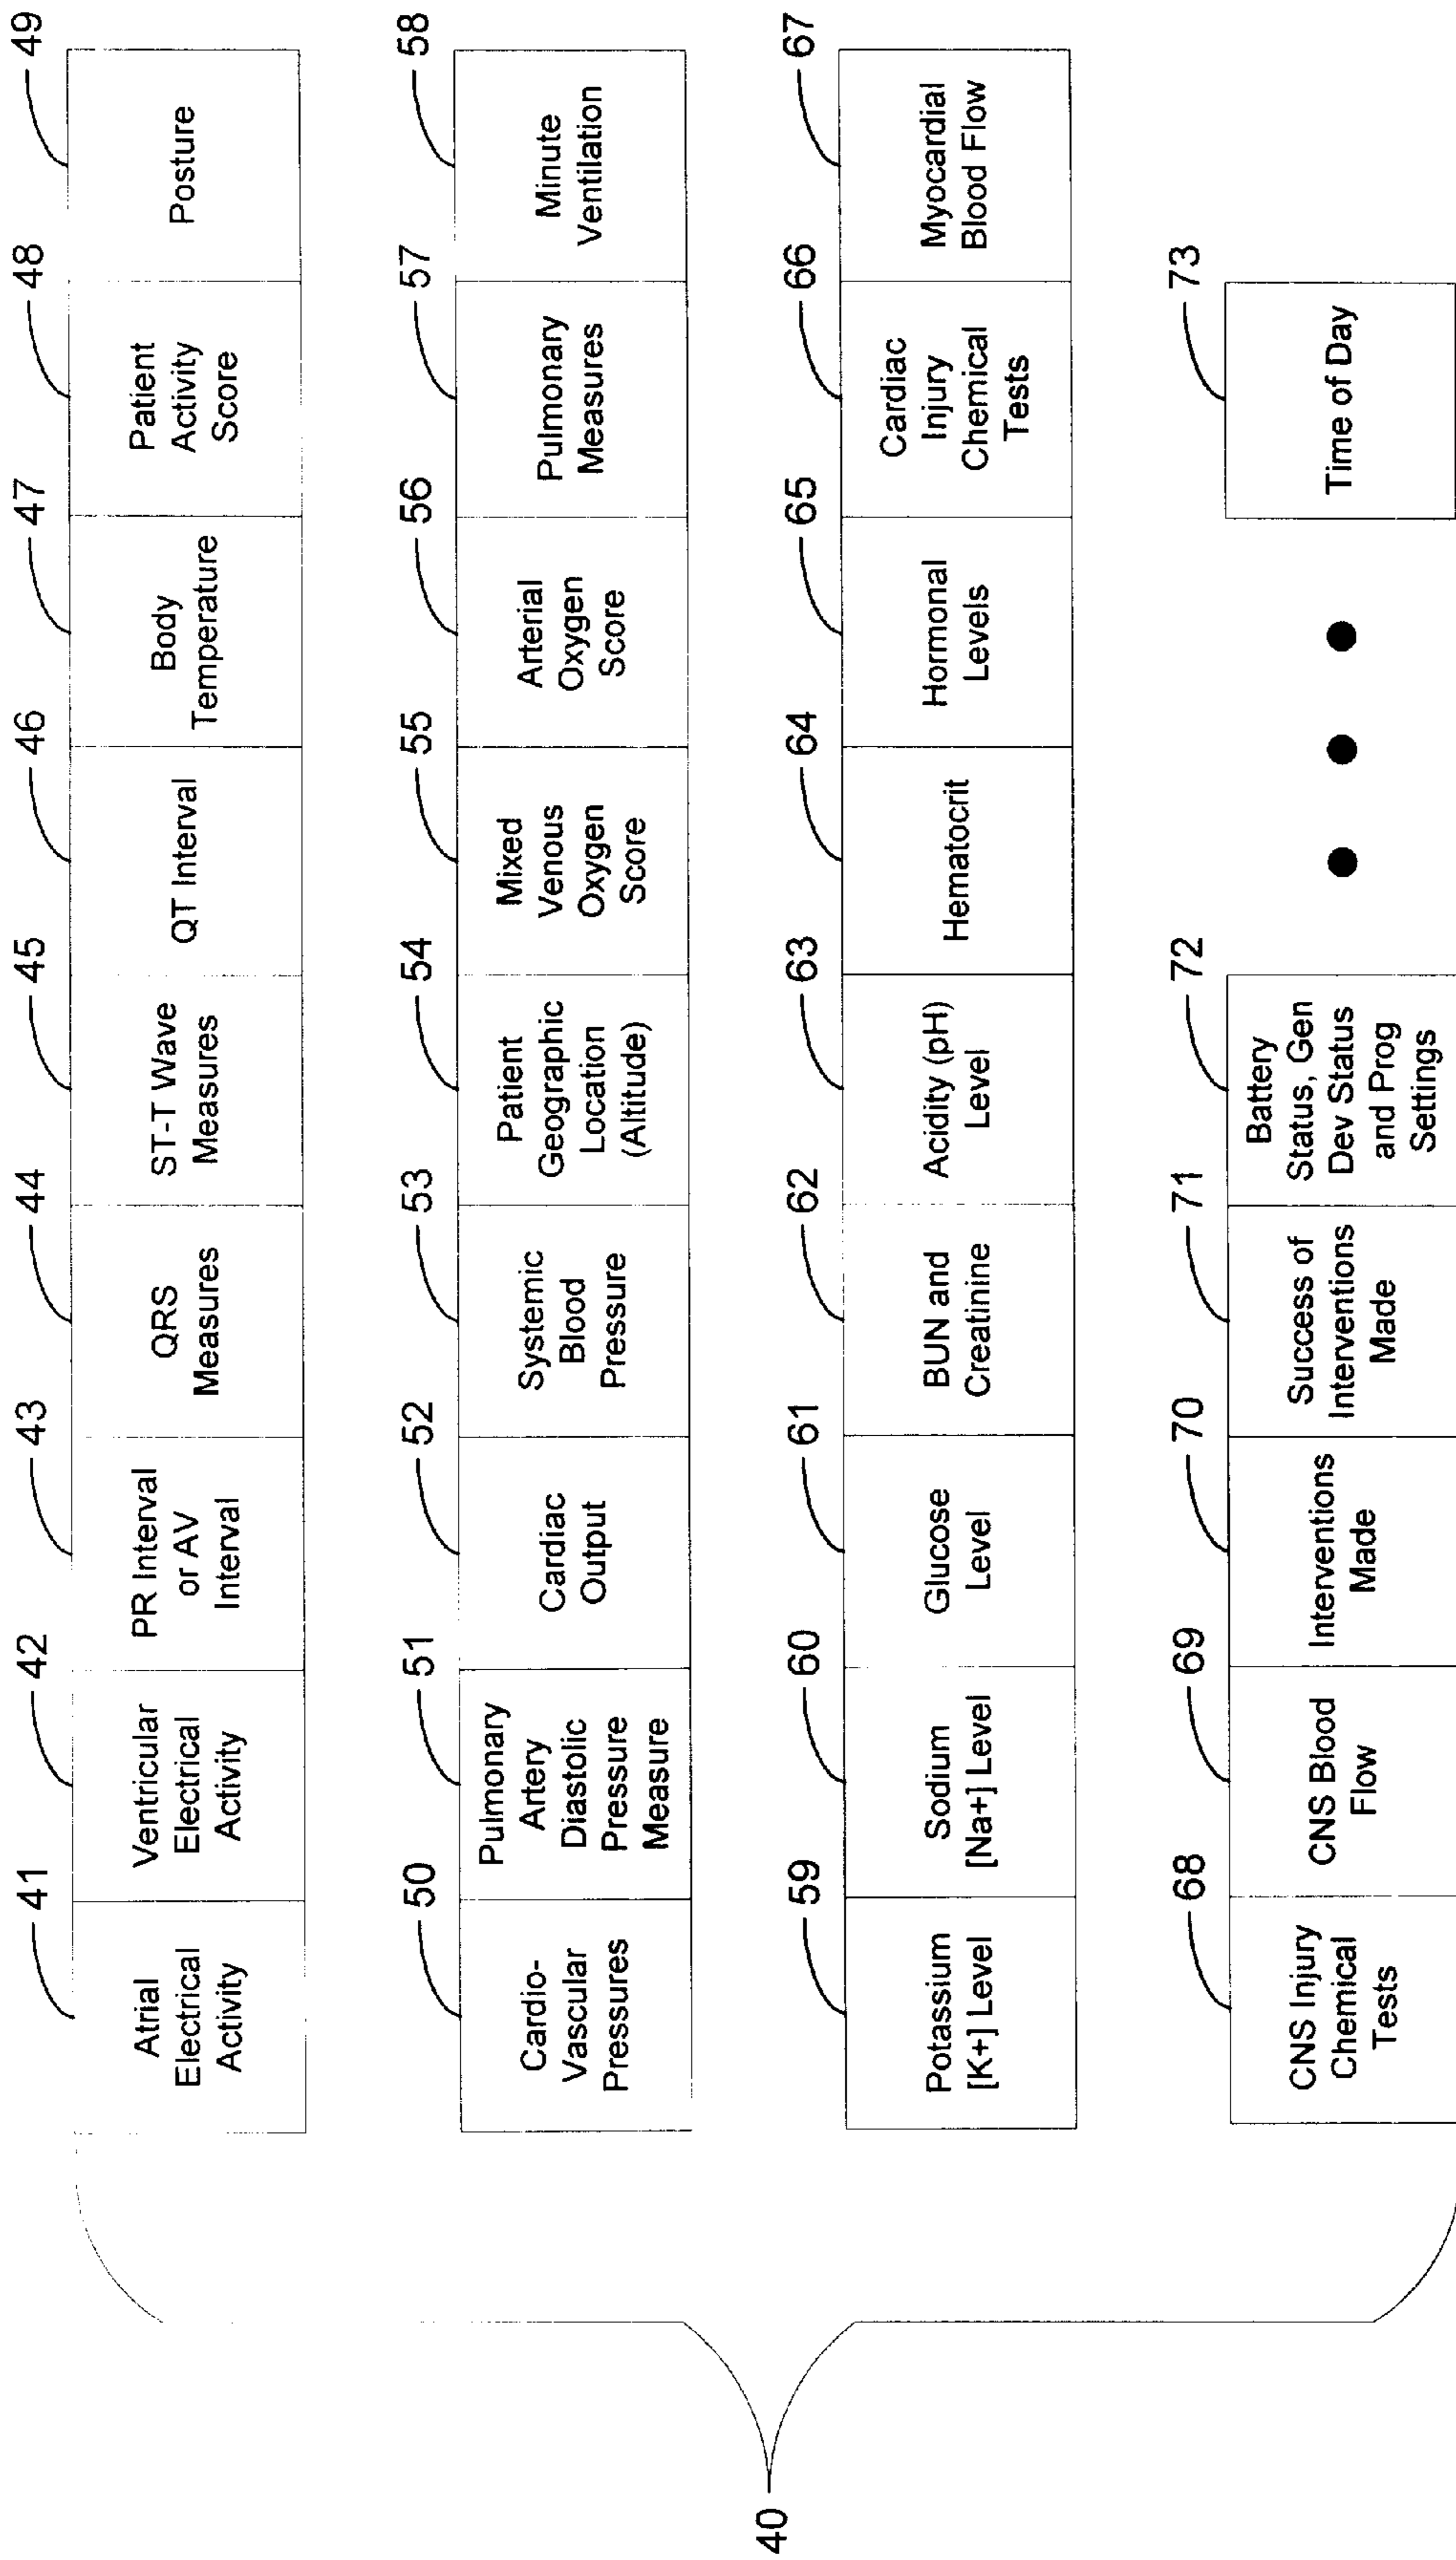 41
42
43
44
45
46
47
48
49
Atrial
Electrical
Activity
Ventricular
Electrical
Activity
PR Interval
or AV
Interval
QRS
Measures
ST-T Wave
Measures
QT Interval
Body
Temperature
Patient
Activity
Score
Posture
50
51
52
53
54
55
56
57
58
Cardio-
Vascular
Pressures
Pulmonary
Artery
Diastolic
Pressure
Measure
Cardiac
Output
Systemic
Blood
Pressure
Patient
Geographic
Location
(Altitude)
Mixed
Venous
Oxygen
Score
Arterial
Oxygen
Score
Pulmonary
Measures
Minute
Ventilation
40
59
60
61
62
63
64
65
66
67
Potassium
[K+] Level
Sodium
[Na+] Level
Glucose
Level
BUN and
Creatinine
Acidity (pH)
Level
Hematocrit
Hormonal
Levels
Cardiac
Injury
Chemical
Tests
Myocardial
Blood Flow
68
69
70
71
72
73
CNS Injury
Chemical
Tests
CNS Blood
Flow
Interventions
Made
Success of
Interventions
Made
Battery
Status, Gen
Dev Status
and Prog
Settings
Time of Day